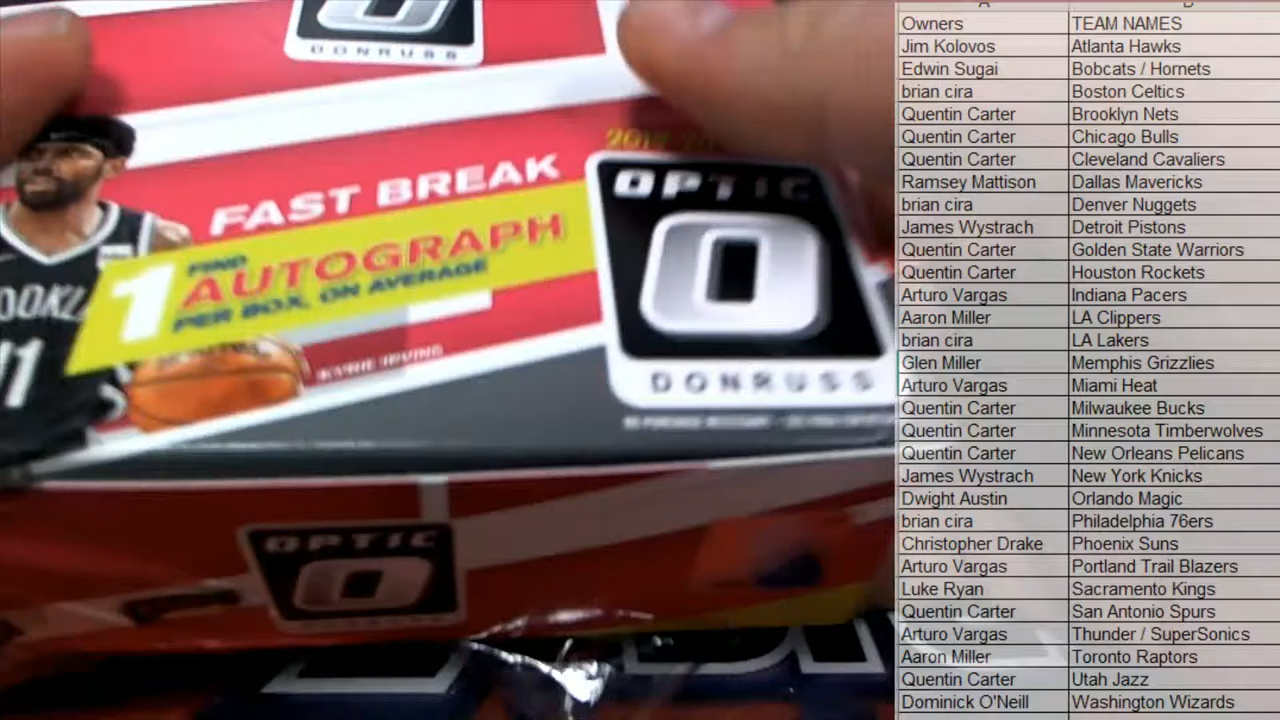 DONRUSS
FAST BREAK
1 FIND
AUTOGRAPH
PER BOX, ON AVERAGE
KYRIE IRVING
OPTIC
DONRUSS
OPTIC
Owners TEAM NAMES
Jim Kolovos Atlanta Hawks
Edwin Sugai Bobcats / Hornets
brian cira Boston Celtics
Quentin Carter Brooklyn Nets
Quentin Carter Chicago Bulls
Quentin Carter Cleveland Cavaliers
Ramsey Mattison Dallas Mavericks
brian cira Denver Nuggets
James Wystrach Detroit Pistons
Quentin Carter Golden State Warriors
Quentin Carter Houston Rockets
Arturo Vargas Indiana Pacers
Aaron Miller LA Clippers
brian cira LA Lakers
Glen Miller Memphis Grizzlies
Arturo Vargas Miami Heat
Quentin Carter Milwaukee Bucks
Quentin Carter Minnesota Timberwolves
Quentin Carter New Orleans Pelicans
James Wystrach New York Knicks
Dwight Austin Orlando Magic
brian cira Philadelphia 76ers
Christopher Drake Phoenix Suns
Arturo Vargas Portland Trail Blazers
Luke Ryan Sacramento Kings
Quentin Carter San Antonio Spurs
Arturo Vargas Thunder / SuperSonics
Aaron Miller Toronto Raptors
Quentin Carter Utah Jazz
Dominick O'Neill Washington Wizards